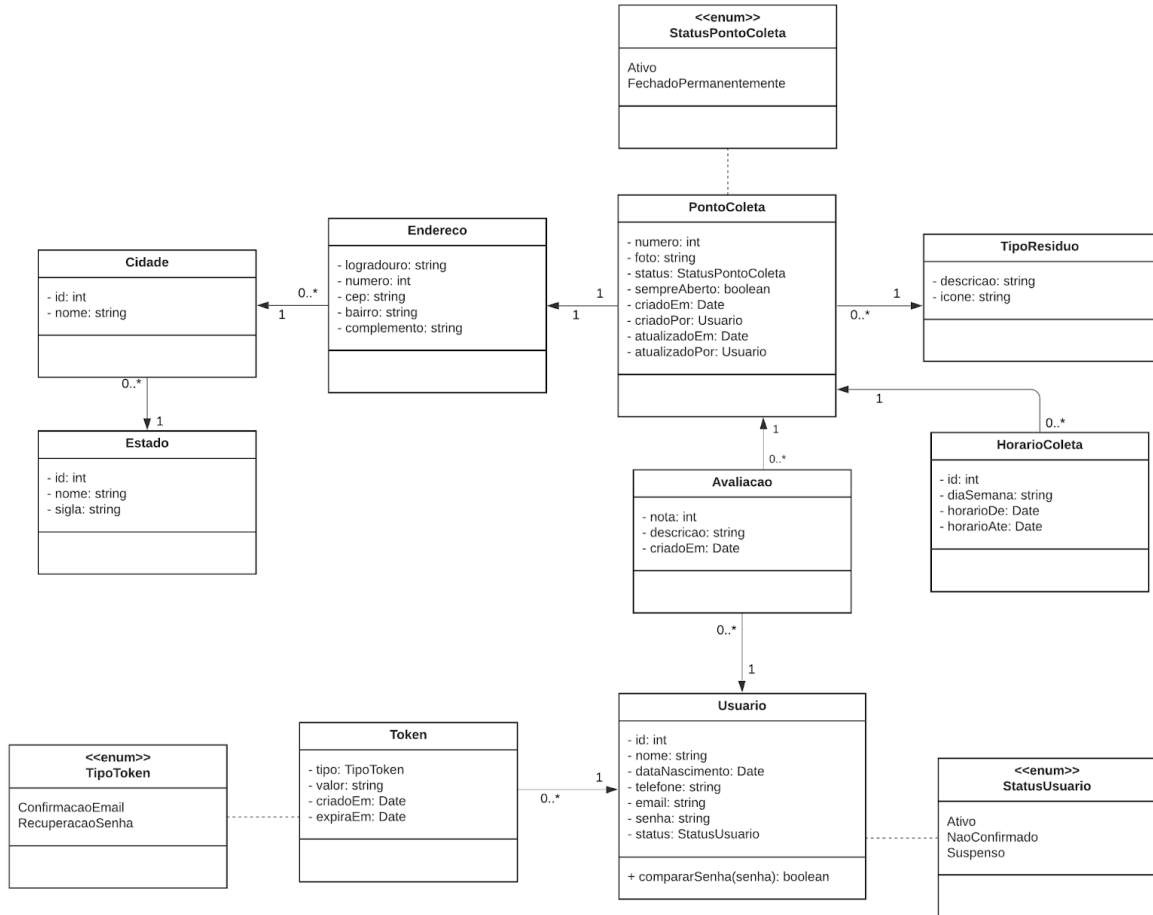 <<enum>>
StatusPontoColeta
Ativo
FechadoPermanentemente
PontoColeta
- numero: int
- foto: string
- status: StatusPontoColeta
- sempreAberto: boolean
- criadoEm: Date
- criadoPor: Usuario
- atualizadoEm: Date
- atualizadoPor: Usuario
Endereco
- logradouro: string
- numero: int
- cep: string
- bairro: string
- complemento: string
Cidade
- id: int
- nome: string
0..*
1
1
1
TipoResiduo
- descricao: string
- icone: string
1
0..*
0..*
1
Estado
- id: int
- nome: string
- sigla: string
1
0..*
HorarioColeta
- id: int
- diaSemana: string
- horarioDe: Date
- horarioAte: Date
1
0..*
Avaliacao
- nota: int
- descricao: string
- criadoEm: Date
0..*
1
Usuario
- id: int
- nome: string
- dataNascimento: Date
- telefone: string
- email: string
- senha: string
- status: StatusUsuario
+ compararSenha(senha): boolean
Token
- tipo: TipoToken
- valor: string
- criadoEm: Date
- expiraEm: Date
1
0..*
<<enum>>
TipoToken
ConfirmacaoEmail
RecuperacaoSenha
<<enum>>
StatusUsuario
Ativo
NaoConfirmado
Suspenso